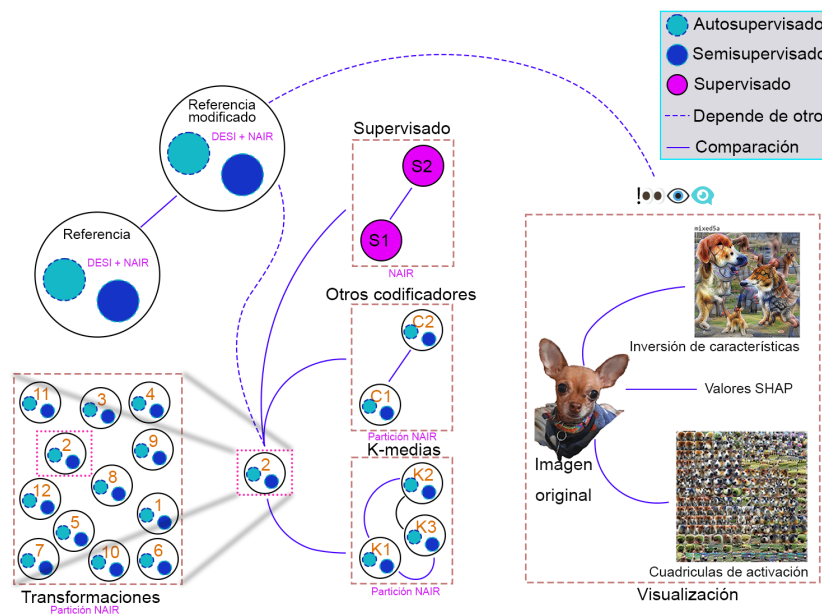 Autosupervisado
Semisupervisado
Supervisado
Depende de otro
Comparación
Referencia
modificado
DESI + NAIR
Referencia
DESI + NAIR
Supervisado
S2
S1
NAIR
Otros codificadores
C2
C1
Partición NAIR
K-medias
K2
K3
K1
Partición NAIR
11
3
4
2
9
8
12
1
5
7
10
6
Transformaciones
Partición NAIR
2
!
mixed5a
Inversión de características
Valores SHAP
Imagen
original
Cuadriculas de activación
Visualización